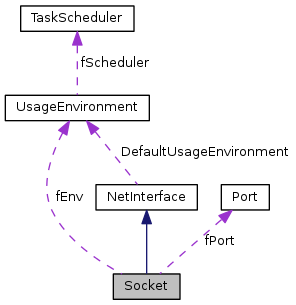 TaskScheduler
fScheduler
UsageEnvironment
DefaultUsageEnvironment
fEnv
NetInterface
Port
fPort
Socket